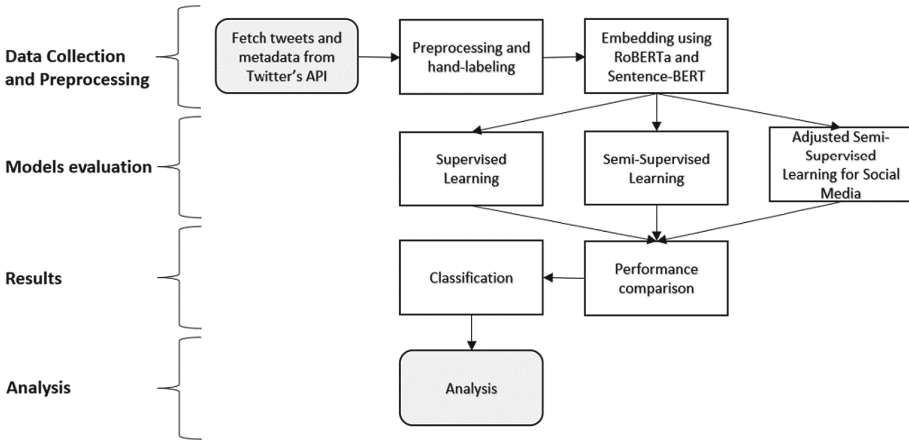 Data Collection
and Preprocessing
Fetch tweets and
metadata from
Twitter's API
Preprocessing and
hand-labeling
Embedding using
RoBERTa and
Sentence-BERT
Models evaluation
Supervised
Learning
Semi-Supervised
Learning
Adjusted Semi-
Supervised
Learning for Social
Media
Results
Classification
Performance
comparison
Analysis
Analysis